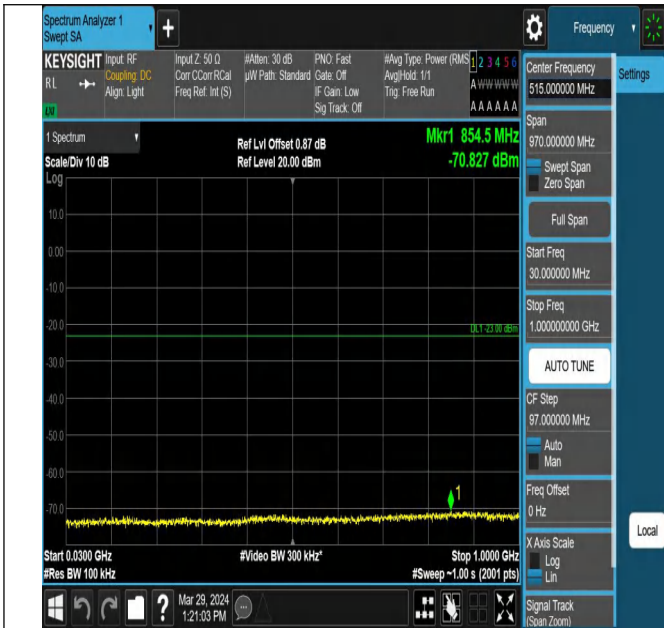 Spectrum Analyzer 1
Swept SA
+
Frequency
KEYSIGHT
RL
LXI
Input: RF
Coupling: DC
Align: Light
Input Z: 50 Ω
Corr CCorr RCal
Freq Ref: Int (S)
#Atten: 30 dB
µW Path: Standard
PNO: Fast
Gate: Off
IF Gain: Low
Sig Track: Off
#Avg Type: Power (RMS
Avg|Hold: 1/1
Trig: Free Run
1 2 3 4 5 6
A W W W W W
A A A A A A
1 Spectrum
Scale/Div 10 dB
Log
Ref Lvl Offset 0.87 dB
Ref Level 20.00 dBm
Mkr1 854.5 MHz
-70.827 dBm
10.0
0.00
-10.0
-20.0
DL1 -23.00 dBm
-30.0
-40.0
-50.0
-60.0
-70.0
1
Start 0.0300 GHz
#Video BW 300 kHz*
Stop 1.0000 GHz
#Res BW 100 kHz
#Sweep ~1.00 s (2001 pts)
Mar 29, 2024
1:21:03 PM
?
Center Frequency
515.000000 MHz
Settings
Span
970.000000 MHz
Swept Span
Zero Span
Full Span
Start Freq
30.000000 MHz
Stop Freq
1.000000000 GHz
AUTO TUNE
CF Step
97.000000 MHz
Auto
Man
Freq Offset
0 Hz
X Axis Scale
Log
Lin
Local
Signal Track
(Span Zoom)